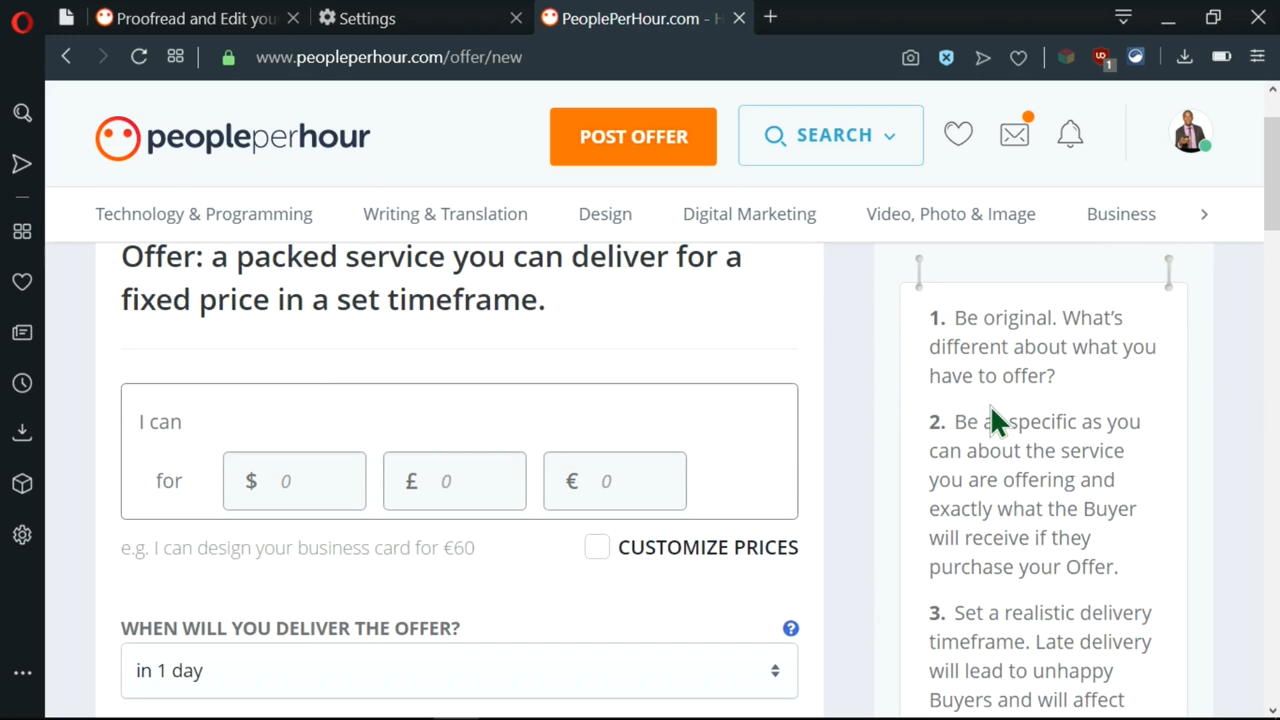 Proofread and Edit you
Settings
PeoplePerHour.com - H
www.peopleperhour.com/offer/new
uD
1
peopleperhour
POST OFFER
SEARCH
Technology & Programming
Writing & Translation
Design
Digital Marketing
Video, Photo & Image
Business
Offer: a packed service you can deliver for a
fixed price in a set timeframe.
I can
for
$ 0
£ 0
€ 0
e.g. I can design your business card for €60
CUSTOMIZE PRICES
WHEN WILL YOU DELIVER THE OFFER?
?
in 1 day
1. Be original. What's
different about what you
have to offer?
2. Be as specific as you
can about the service
you are offering and
exactly what the Buyer
will receive if they
purchase your Offer.
3. Set a realistic delivery
timeframe. Late delivery
will lead to unhappy
Buyers and will affect